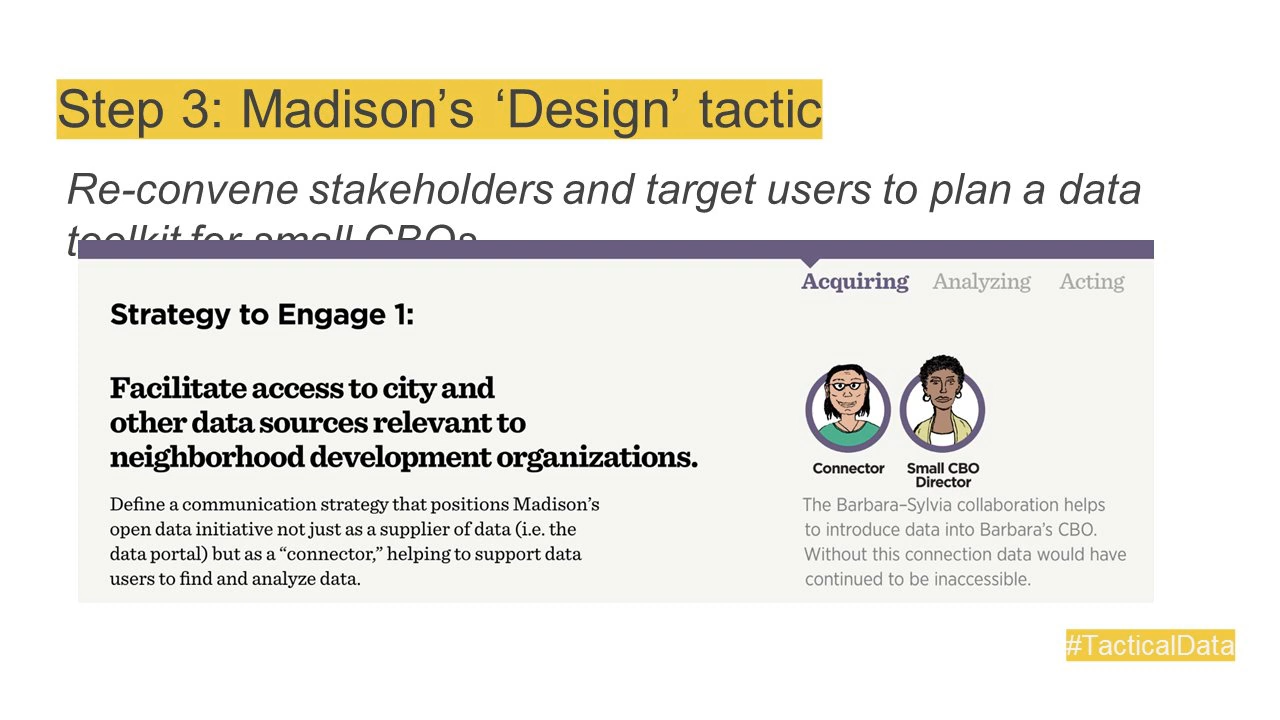 Step 3: Madison’s ‘Design’ tactic
Re-convene stakeholders and target users to plan a data
toolkit for small CBOs
Acquiring Analyzing Acting
Strategy to Engage 1:
Facilitate access to city and
other data sources relevant to
neighborhood development organizations.
Define a communication strategy that positions Madison’s
open data initiative not just as a supplier of data (i.e. the
data portal) but as a “connector,” helping to support data
users to find and analyze data.
Connector
Small CBO
Director
The Barbara–Sylvia collaboration helps
to introduce data into Barbara’s CBO.
Without this connection data would have
continued to be inaccessible.
#TacticalData